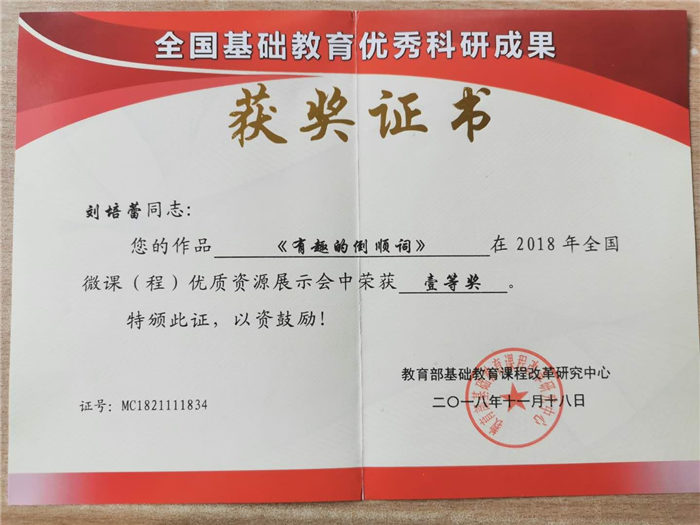 全国基础教育优秀科研成果
获奖证书
刘培蕾同志：
您的作品《有趣的倒顺词》在2018年全国
微课（程）优质资源展示会中荣获壹等奖。
特颁此证，以资鼓励！
教育部基础教育课程改革研究中心
二〇一八年十一月十八日
证号：MC1821111834